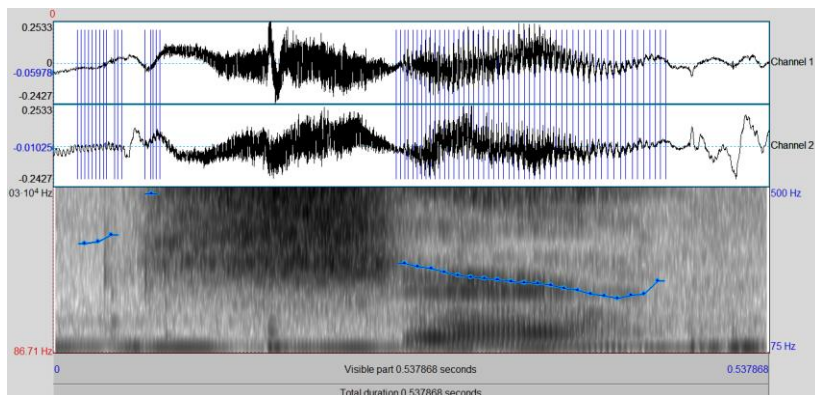 0
0.2533
0
-0.05978
-0.2427
Channel 1
0.2533
-0.01025
-0.2427
Channel 2
03·10⁴ Hz
500 Hz
86.71 Hz
75 Hz
0
Visible part 0.537868 seconds
0.537868
Total duration 0.537868 seconds